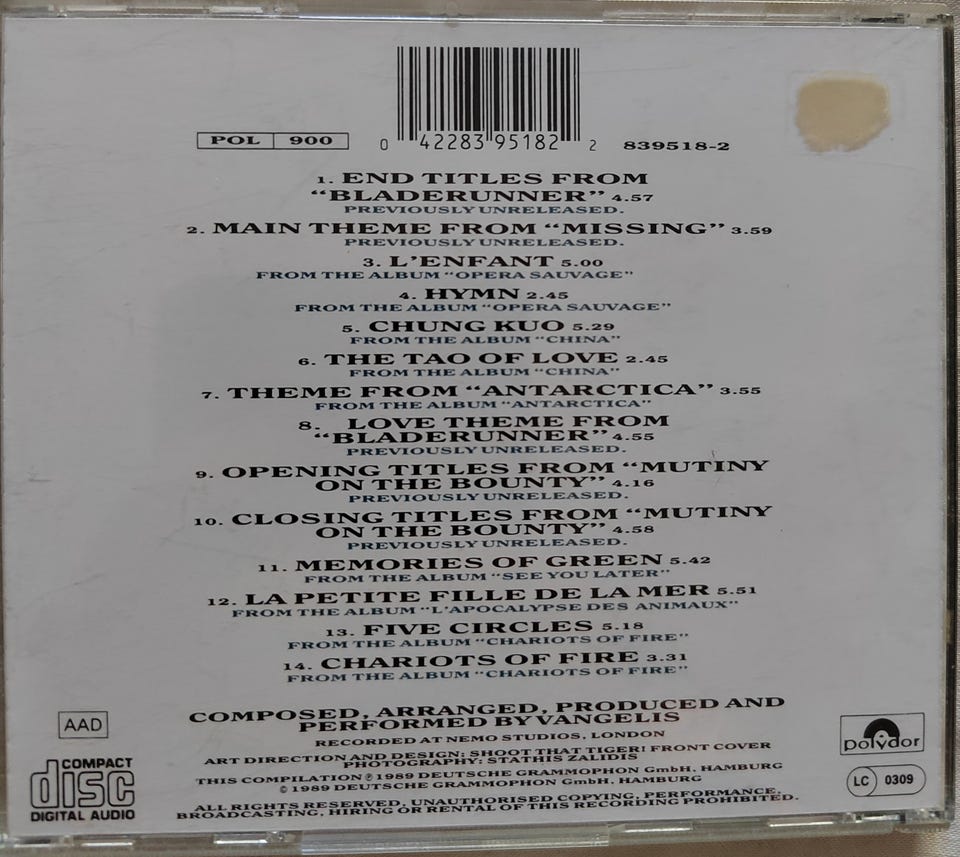 POL 900
0 42283 95182 2
839518-2
1. END TITLES FROM
“BLADERUNNER” 4.57
PREVIOUSLY UNRELEASED.
2. MAIN THEME FROM “MISSING” 3.59
PREVIOUSLY UNRELEASED.
3. L'ENFANT 5.00
FROM THE ALBUM “OPERA SAUVAGE”
4. HYMN 2.45
FROM THE ALBUM “OPERA SAUVAGE”
5. CHUNG KUO 5.29
FROM THE ALBUM “CHINA”
6. THE TAO OF LOVE 2.45
FROM THE ALBUM “CHINA”
7. THEME FROM “ANTARCTICA” 3.55
FROM THE ALBUM “ANTARCTICA”
8. LOVE THEME FROM
“BLADERUNNER” 4.55
PREVIOUSLY UNRELEASED.
9. OPENING TITLES FROM “MUTINY
ON THE BOUNTY” 4.16
PREVIOUSLY UNRELEASED.
10. CLOSING TITLES FROM “MUTINY
ON THE BOUNTY” 4.58
PREVIOUSLY UNRELEASED.
11. MEMORIES OF GREEN 5.42
FROM THE ALBUM “SEE YOU LATER”
12. LA PETITE FILLE DE LA MER 5.51
FROM THE ALBUM “L'APOCALYPSE DES ANIMAUX”
13. FIVE CIRCLES 5.18
FROM THE ALBUM “CHARIOTS OF FIRE”
14. CHARIOTS OF FIRE 3.31
FROM THE ALBUM “CHARIOTS OF FIRE”
COMPOSED, ARRANGED, PRODUCED AND
PERFORMED BY VANGELIS
RECORDED AT NEMO STUDIOS, LONDON
ART DIRECTION AND DESIGN: SHOOT THAT TIGER! FRONT COVER
PHOTOGRAPHY: STATHIS ZALIDIS
THIS COMPILATION ℗ 1989 DEUTSCHE GRAMMOPHON GmbH, HAMBURG
© 1989 DEUTSCHE GRAMMOPHON GmbH, HAMBURG
ALL RIGHTS RESERVED, UNAUTHORISED COPYING, PERFORMANCE,
BROADCASTING, HIRING OR RENTAL OF THIS RECORDING PROHIBITED.
AAD
COMPACT
disc
DIGITAL AUDIO
polydor
LC 0309